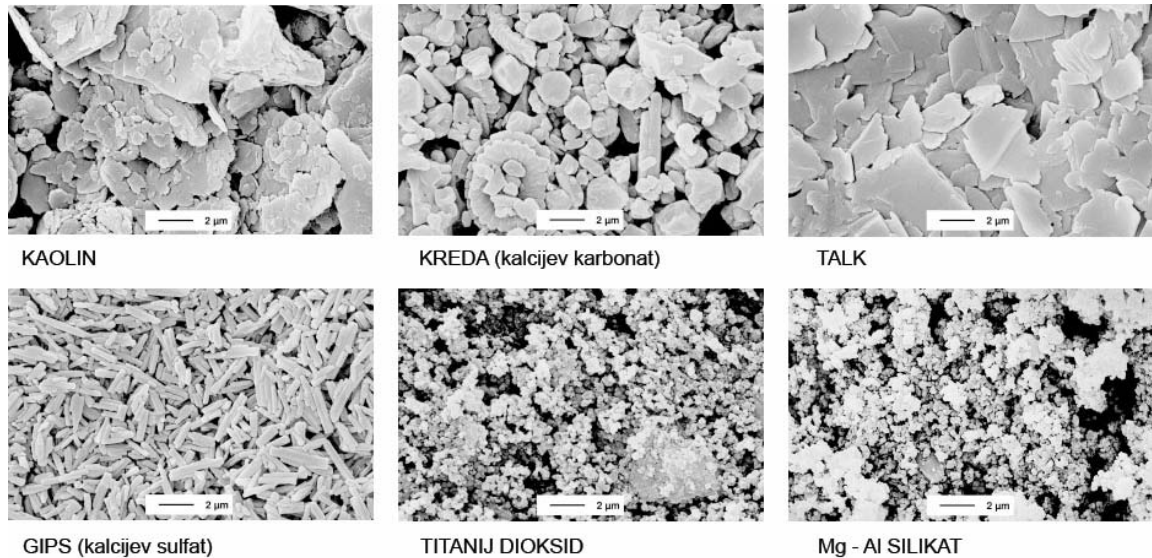 2 μm
2 μm
2 μm
KAOLIN
KREDA (kalcijev karbonat)
TALK
2 μm
2 μm
2 μm
GIPS (kalcijev sulfat)
TITANIJ DIOKSID
Mg - Al SILIKAT